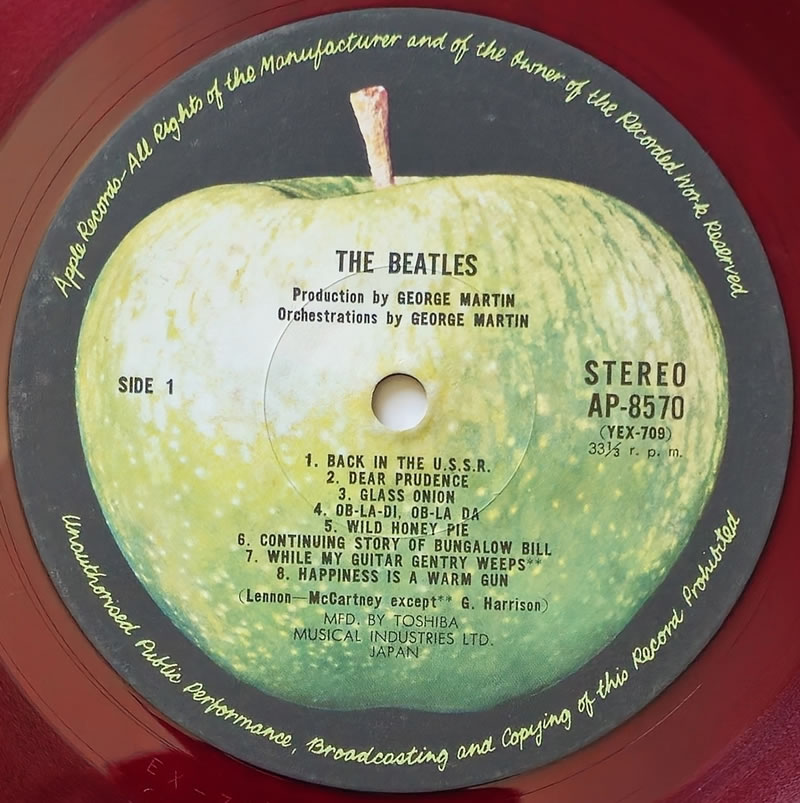 Apple Records—All Rights of the Manufacturer and of the Owner of the Recorded Work Reserved
THE BEATLES
Production by GEORGE MARTIN
Orchestrations by GEORGE MARTIN
SIDE 1
STEREO
AP-8570
(YEX-709)
33⅓ r. p. m.
1. BACK IN THE U.S.S.R.
2. DEAR PRUDENCE
3. GLASS ONION
4. OB-LA-DI, OB-LA DA
5. WILD HONEY PIE
6. CONTINUING STORY OF BUNGALOW BILL
7. WHILE MY GUITAR GENTRY WEEPS**
8. HAPPINESS IS A WARM GUN
(Lennon—McCartney except** G. Harrison)
MFD. BY TOSHIBA
MUSICAL INDUSTRIES LTD.
JAPAN
Unauthorised Public Performance, Broadcasting and Copying of this Record Prohibited